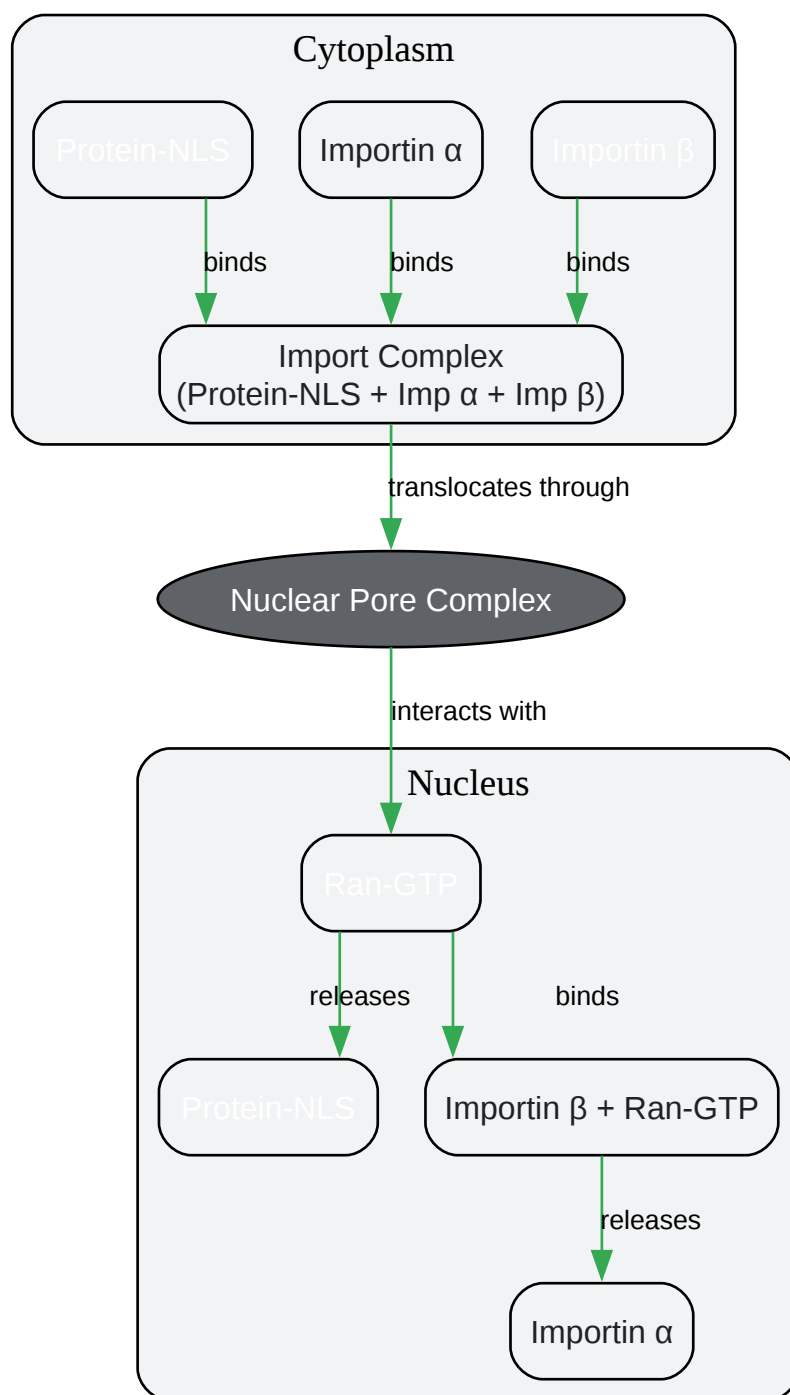 Cytoplasm
Protein-NLS
Importin α
Importin β
binds
binds
binds
Import Complex
(Protein-NLS + Imp α + Imp β)
translocates through
Nuclear Pore Complex
interacts with
Nucleus
Ran-GTP
releases
binds
Protein-NLS
Importin β + Ran-GTP
releases
Importin α